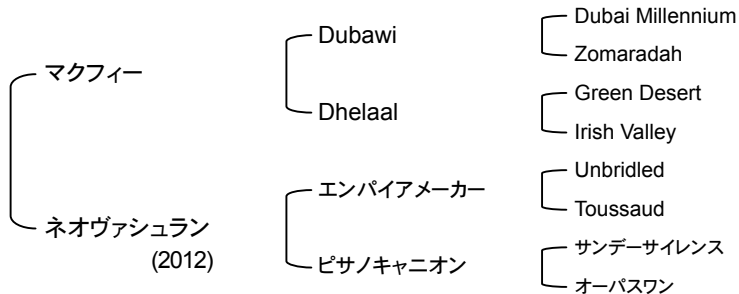 マクフィー
ネオヴァシュラン
(2012)
Dubawi
Dhelaal
エンパイアメーカー
ピサノキャニオン
Dubai Millennium
Zomaradah
Green Desert
Irish Valley
Unbridled
Toussaud
サンデーサイレンス
オーパスワン